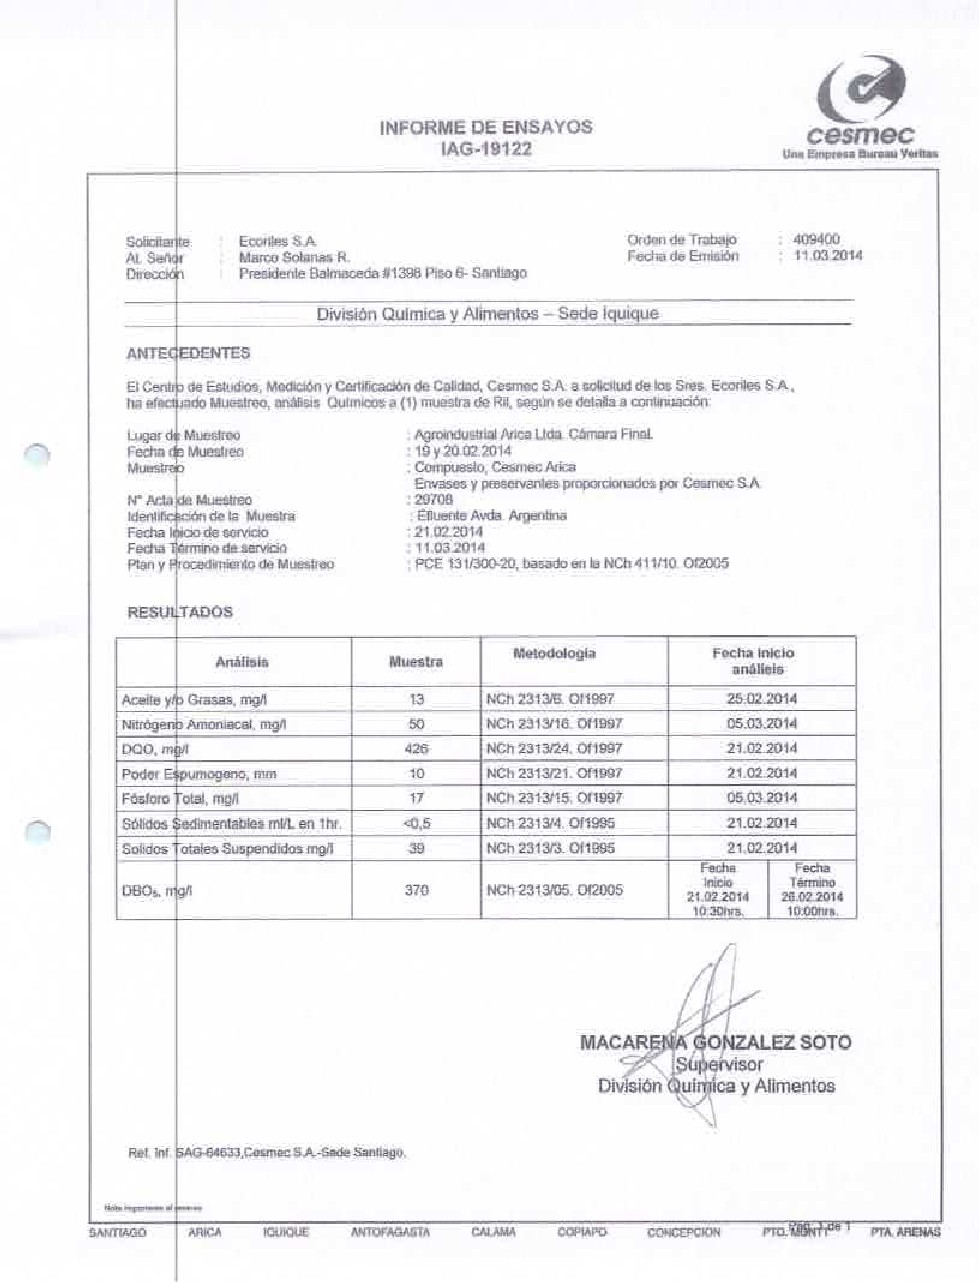 cesmec
Una Empresa Bureau Veritas
INFORME DE ENSAYOS
IAG-19122
Solicitante : Ecoriles S.A. Orden de Trabajo : 409400
At. Señor : Marco Solanas R. Fecha de Emisión : 11.03.2014
Dirección : Presidente Balmaceda #1398 Piso 6- Santiago
División Química y Alimentos – Sede Iquique
ANTECEDENTES
El Centro de Estudios, Medición y Certificación de Calidad, Cesmec S.A. a solicitud de los Sres. Ecoriles S.A.,
ha efectuado Muestreo, análisis Químicos a (1) muestra de Ril, según se detalla a continuación:
Lugar de Muestreo : Agroindustrial Arica Ltda. Cámara Final.
Fecha de Muestreo : 19 y 20.02.2014
Muestreo : Compuesto, Cesmec Arica
Envases y preservantes proporcionados por Cesmec S.A.
N° Acta de Muestreo : 29708
Identificación de la Muestra : Efluente Avda. Argentina
Fecha Inicio de servicio : 21.02.2014
Fecha Término de servicio : 11.03.2014
Plan y Procedimiento de Muestreo : PCE 131/300-20, basado en la NCh 411/10. Of2005
RESULTADOS
Análisis Muestra Metodología Fecha Inicio análisis
Aceite y/o Grasas, mg/l 13 NCh 2313/6. Of1997 25.02.2014
Nitrógeno Amoniacal, mg/l 50 NCh 2313/16. Of1997 05.03.2014
DQO, mg/l 426 NCh 2313/24. Of1997 21.02.2014
Poder Espumogeno, mm 10 NCh 2313/21. Of1997 21.02.2014
Fósforo Total, mg/l 17 NCh 2313/15. Of1997 05.03.2014
Sólidos Sedimentables ml/L en 1hr. <0,5 NCh 2313/4. Of1995 21.02.2014
Solidos Totales Suspendidos mg/l 39 NCh 2313/3. Of1995 21.02.2014
DBO₅, mg/l 370 NCh 2313/05. Of2005 Fecha Inicio 21.02.2014 10:30hrs. Fecha Término 26.02.2014 10:00hrs.
MACARENA GONZALEZ SOTO
Supervisor
División Química y Alimentos
Ref. Inf. SAG-64633,Cesmec S.A.-Sede Santiago.
Nota importante al reverso
Pág. 1 de 1
SANTIAGO ARICA IQUIQUE ANTOFAGASTA CALAMA COPIAPO CONCEPCION PTO. MONTT PTA. ARENAS